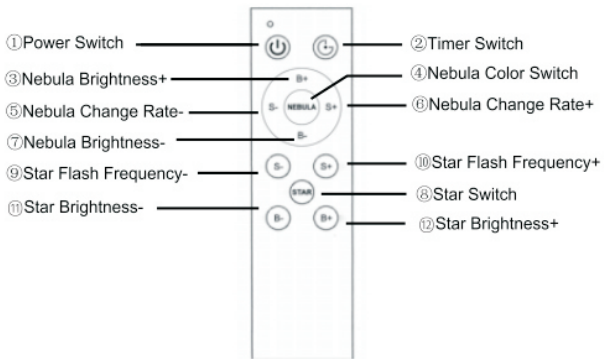 ①Power Switch
②Timer Switch
③Nebula Brightness+
④Nebula Color Switch
B+
⑤Nebula Change Rate-
S- NEBULA S+
⑥Nebula Change Rate+
B-
⑦Nebula Brightness-
⑨Star Flash Frequency-
S- S+
⑩Star Flash Frequency+
STAR
⑧Star Switch
⑪Star Brightness-
B- B+
⑫Star Brightness+